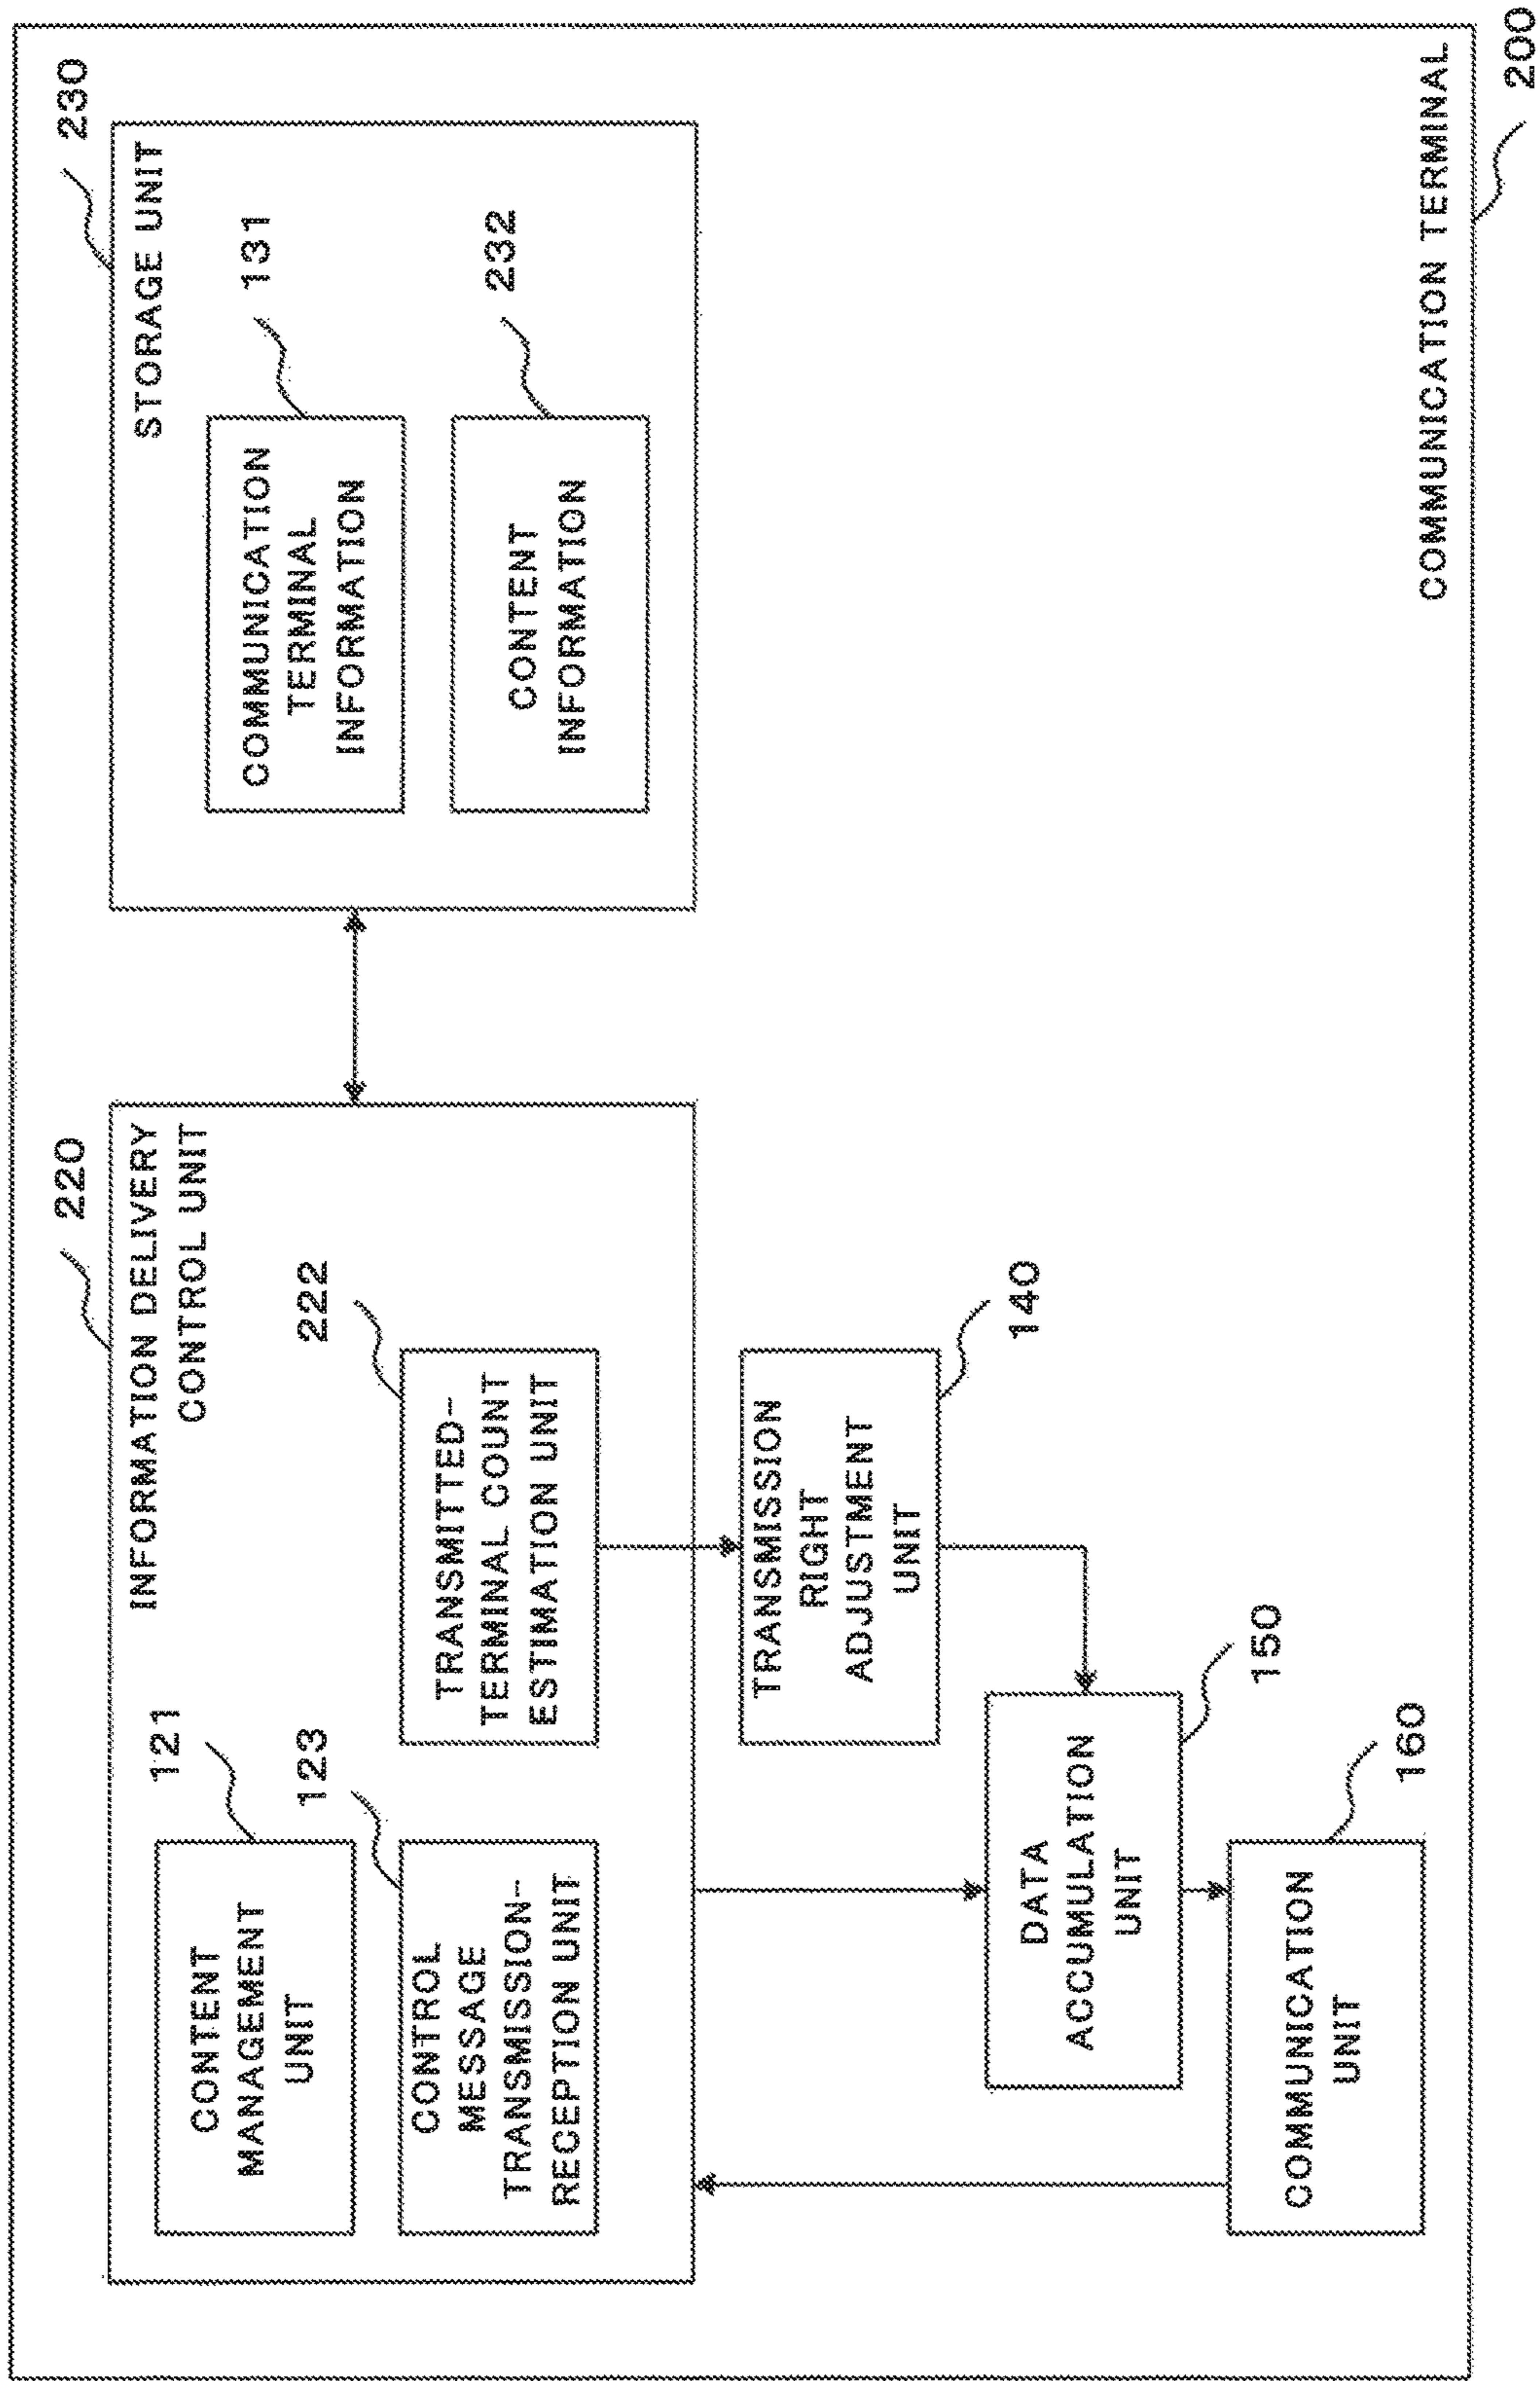 220
INFORMATION DELIVERY
CONTROL UNIT
121
CONTENT
MANAGEMENT
UNIT
123
CONTROL
MESSAGE
TRANSMISSION-
RECEPTION UNIT
222
TRANSMITTED-
TERMINAL COUNT
ESTIMATION UNIT
230
STORAGE UNIT
131
COMMUNICATION
TERMINAL
INFORMATION
232
CONTENT
INFORMATION
TRANSMISSION
RIGHT
ADJUSTMENT
UNIT
140
DATA
ACCUMULATION
UNIT
150
COMMUNICATION
UNIT
160
COMMUNICATION TERMINAL
200